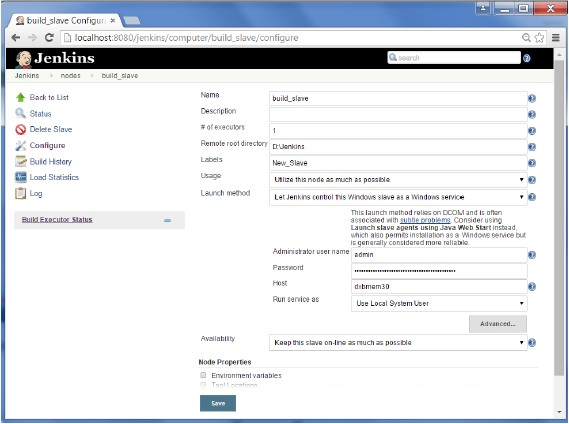 build_slave Configura
localhost:8080/jenkins/computer/build_slave/configure
Jenkins
search
Jenkins nodes build_slave
Back to List
Status
Delete Slave
Configure
Build History
Load Statistics
Log
Build Executor Status
Name build_slave
Description
# of executors 1
Remote root directory D:\Jenkins
Labels New_Slave
Usage Utilize this node as much as possible
Launch method Let Jenkins control this Windows slave as a Windows service
This launch method relies on DCOM and is often
associated with subtle problems. Consider using
Launch slave agents using Java Web Start instead,
which also permits installation as a Windows service but
is generally considered more reliable.
Administrator user name admin
Password
Host dxbmem30
Run service as Use Local System User
Advanced...
Availability Keep this slave on-line as much as possible
Node Properties
Environment variables
Tool Locations
Save